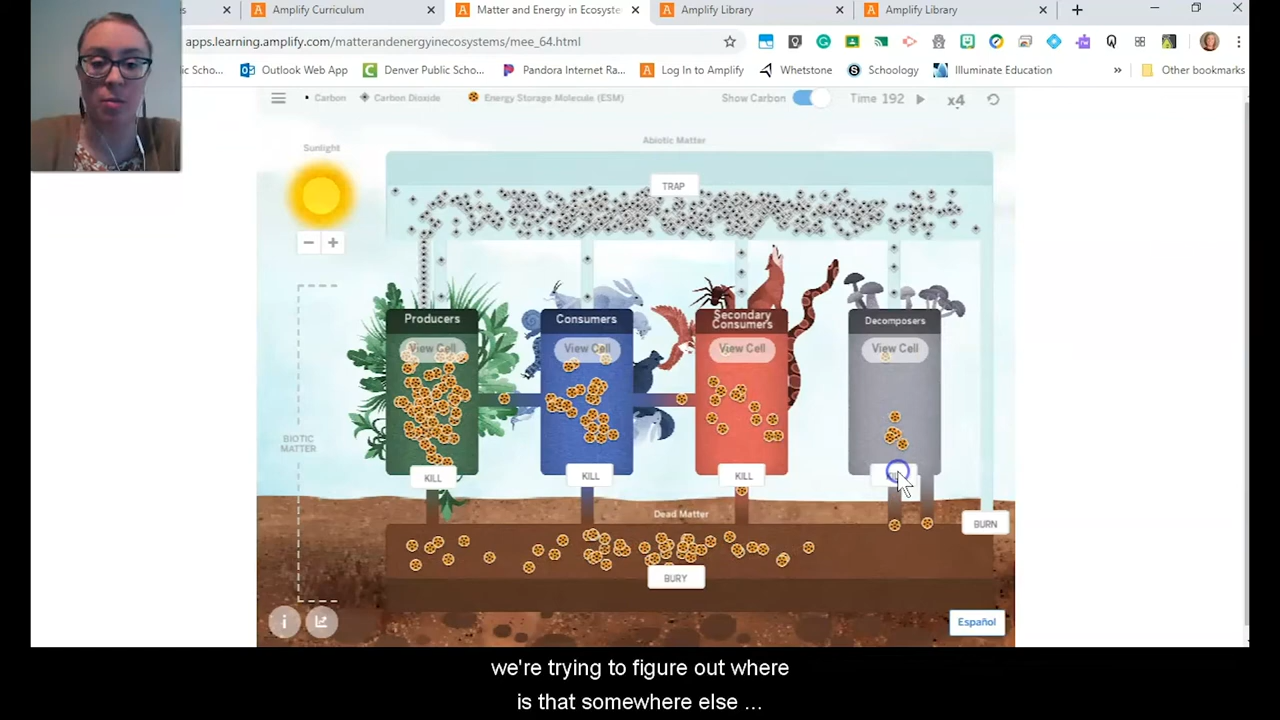 s
Amplify Curriculum
Matter and Energy in Ecosyste
Amplify Library
Amplify Library
apps.learning.amplify.com/matterandenergyinecosystems/mee_64.html
lic Scho...
Outlook Web App
Denver Public Scho...
Pandora Internet Ra...
Log In to Amplify
Whetstone
Schoology
Illuminate Education
»
Other bookmarks
Carbon
Carbon Dioxide
Energy Storage Molecule (ESM)
Show Carbon
Time 192
x4
Sunlight
Abiotic Matter
TRAP
Producers
Consumers
Secondary
Consumers
Decomposers
View Cell
View Cell
View Cell
View Cell
BIOTIC
MATTER
KILL
KILL
KILL
Dead Matter
BURN
BURY
Español
we're trying to figure out where
is that somewhere else ...